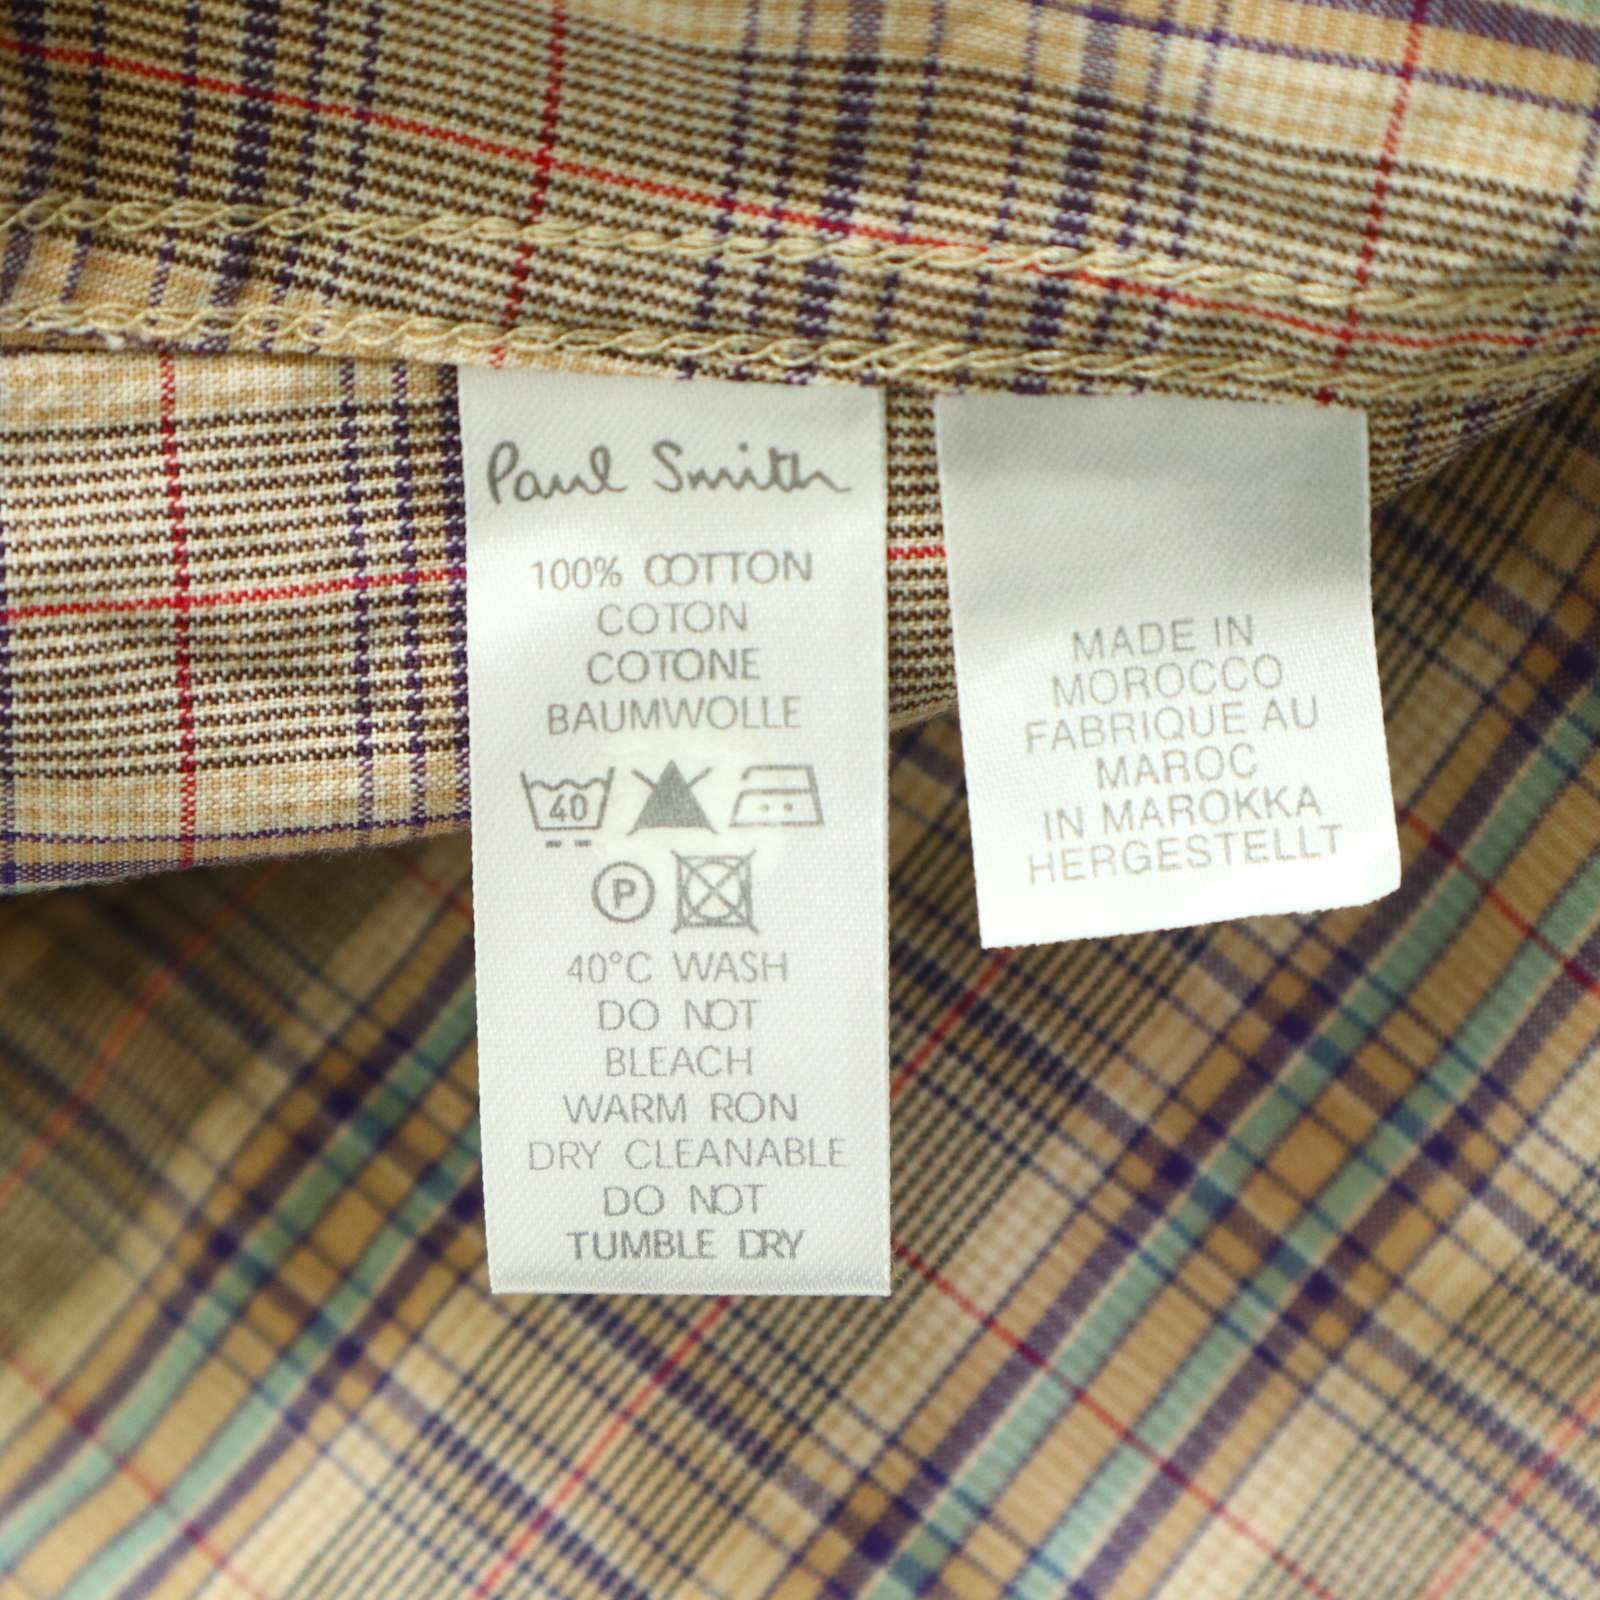 Paul Smith
100% COTTON
COTON
COTONE
BAUMWOLLE
40
P
40°C WASH
DO NOT
BLEACH
WARM RON
DRY CLEANABLE
DO NOT
TUMBLE DRY
MADE IN
MOROCCO
FABRIQUE AU
MAROC
IN MAROKKA
HERGESTELLT